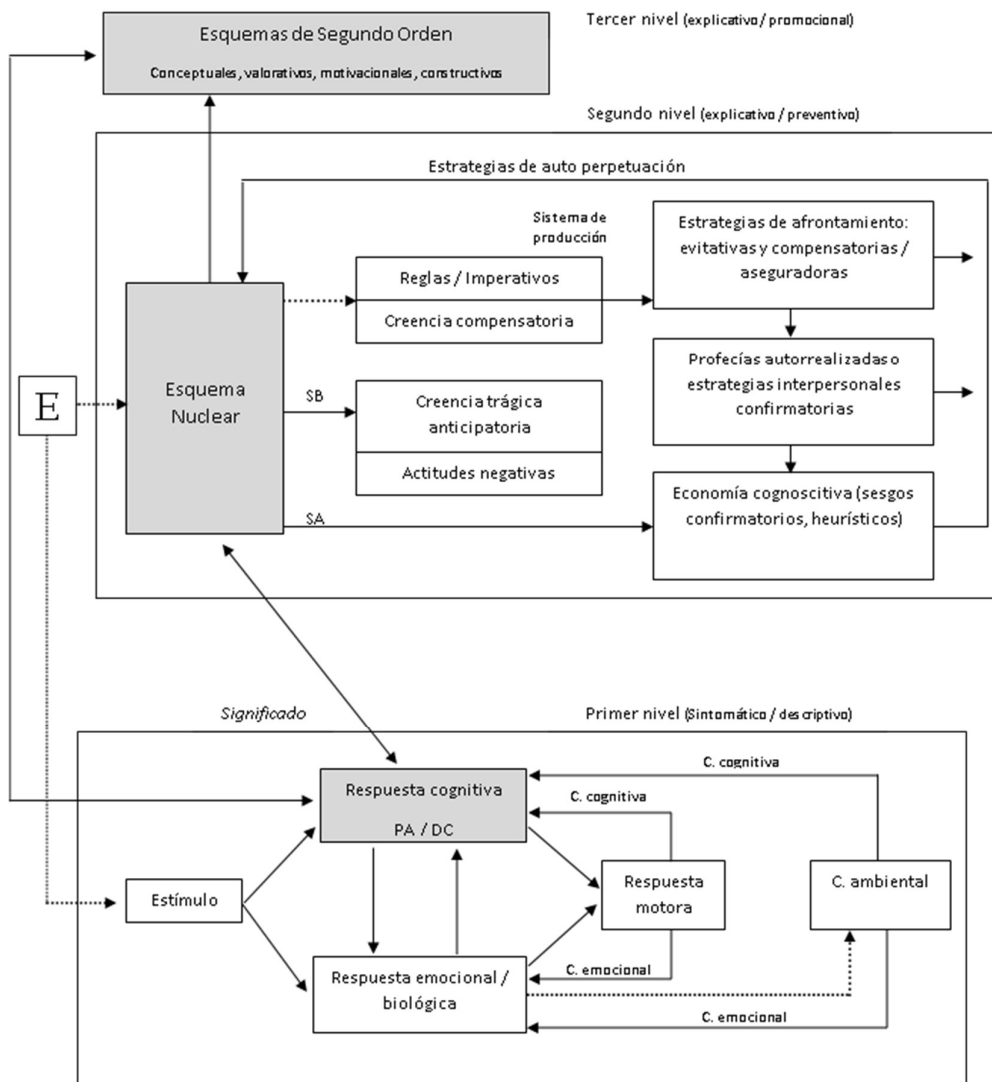 Tercer nivel (explicativo / promocional)
Esquemas de Segundo Orden
Conceptuales, valorativos, motivacionales, constructivos
Segundo nivel (explicativo / preventivo)
Estrategias de auto perpetuación
Sistema de
producción
Estrategias de afrontamiento:
evitativas y compensatorias /
aseguradoras
Reglas / Imperativos
Creencia compensatoria
Profecías autorrealizadas o
estrategias interpersonales
confirmatorias
E
Esquema
Nuclear
SB
Creencia trágica
anticipatoria
Actitudes negativas
Economía cognoscitiva (sesgos
confirmatorios, heurísticos)
SA
Significado
Primer nivel (Sintomático / descriptivo)
C. cognitiva
Respuesta cognitiva
PA / DC
C. cognitiva
Estímulo
Respuesta
motora
C. ambiental
Respuesta emocional /
biológica
C. emocional
C. emocional